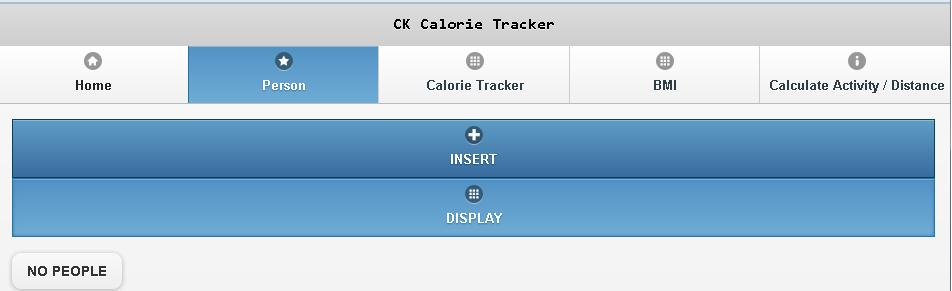 CK Calorie Tracker
Home
Person
Calorie Tracker
BMI
Calculate Activity / Distance
INSERT
DISPLAY
NO PEOPLE